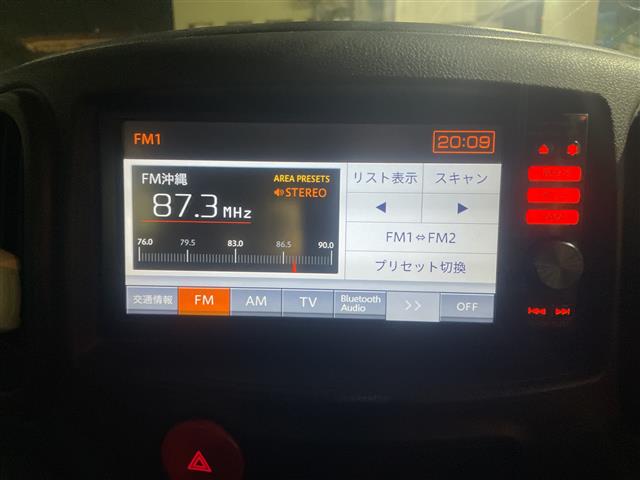 FM1
20:09
FM沖縄
AREA PRESETS
STEREO
87.3 MHz
76.0 79.5 83.0 86.5 90.0
リスト表示 スキャン
◀ ▶
FM1⇔FM2
プリセット切換
交通情報 FM AM TV Bluetooth Audio >> OFF